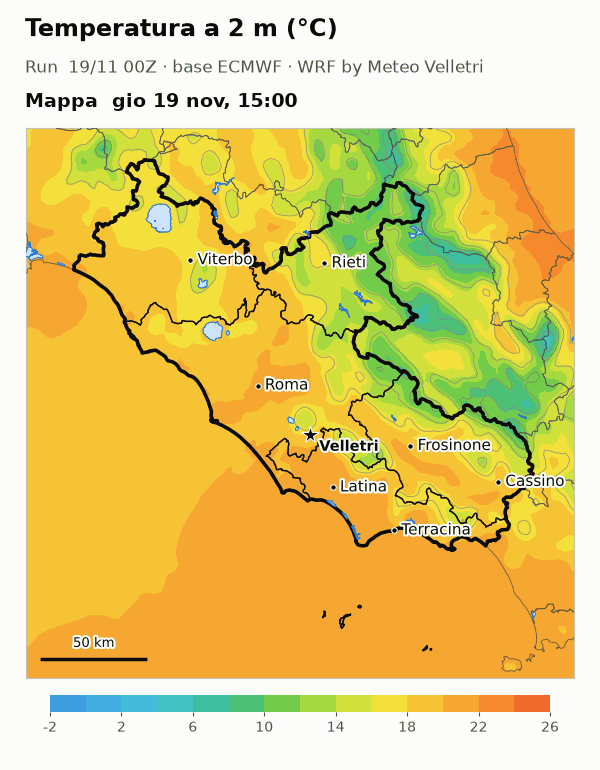 Temperatura a 2 m (°C)
Run  19/11 00Z · base ECMWF · WRF by Meteo Velletri
Mappa  gio 19 nov, 15:00
Viterbo
Rieti
Roma
Velletri
Frosinone
Cassino
Latina
Terracina
50 km
-2 2 6 10 14 18 22 26